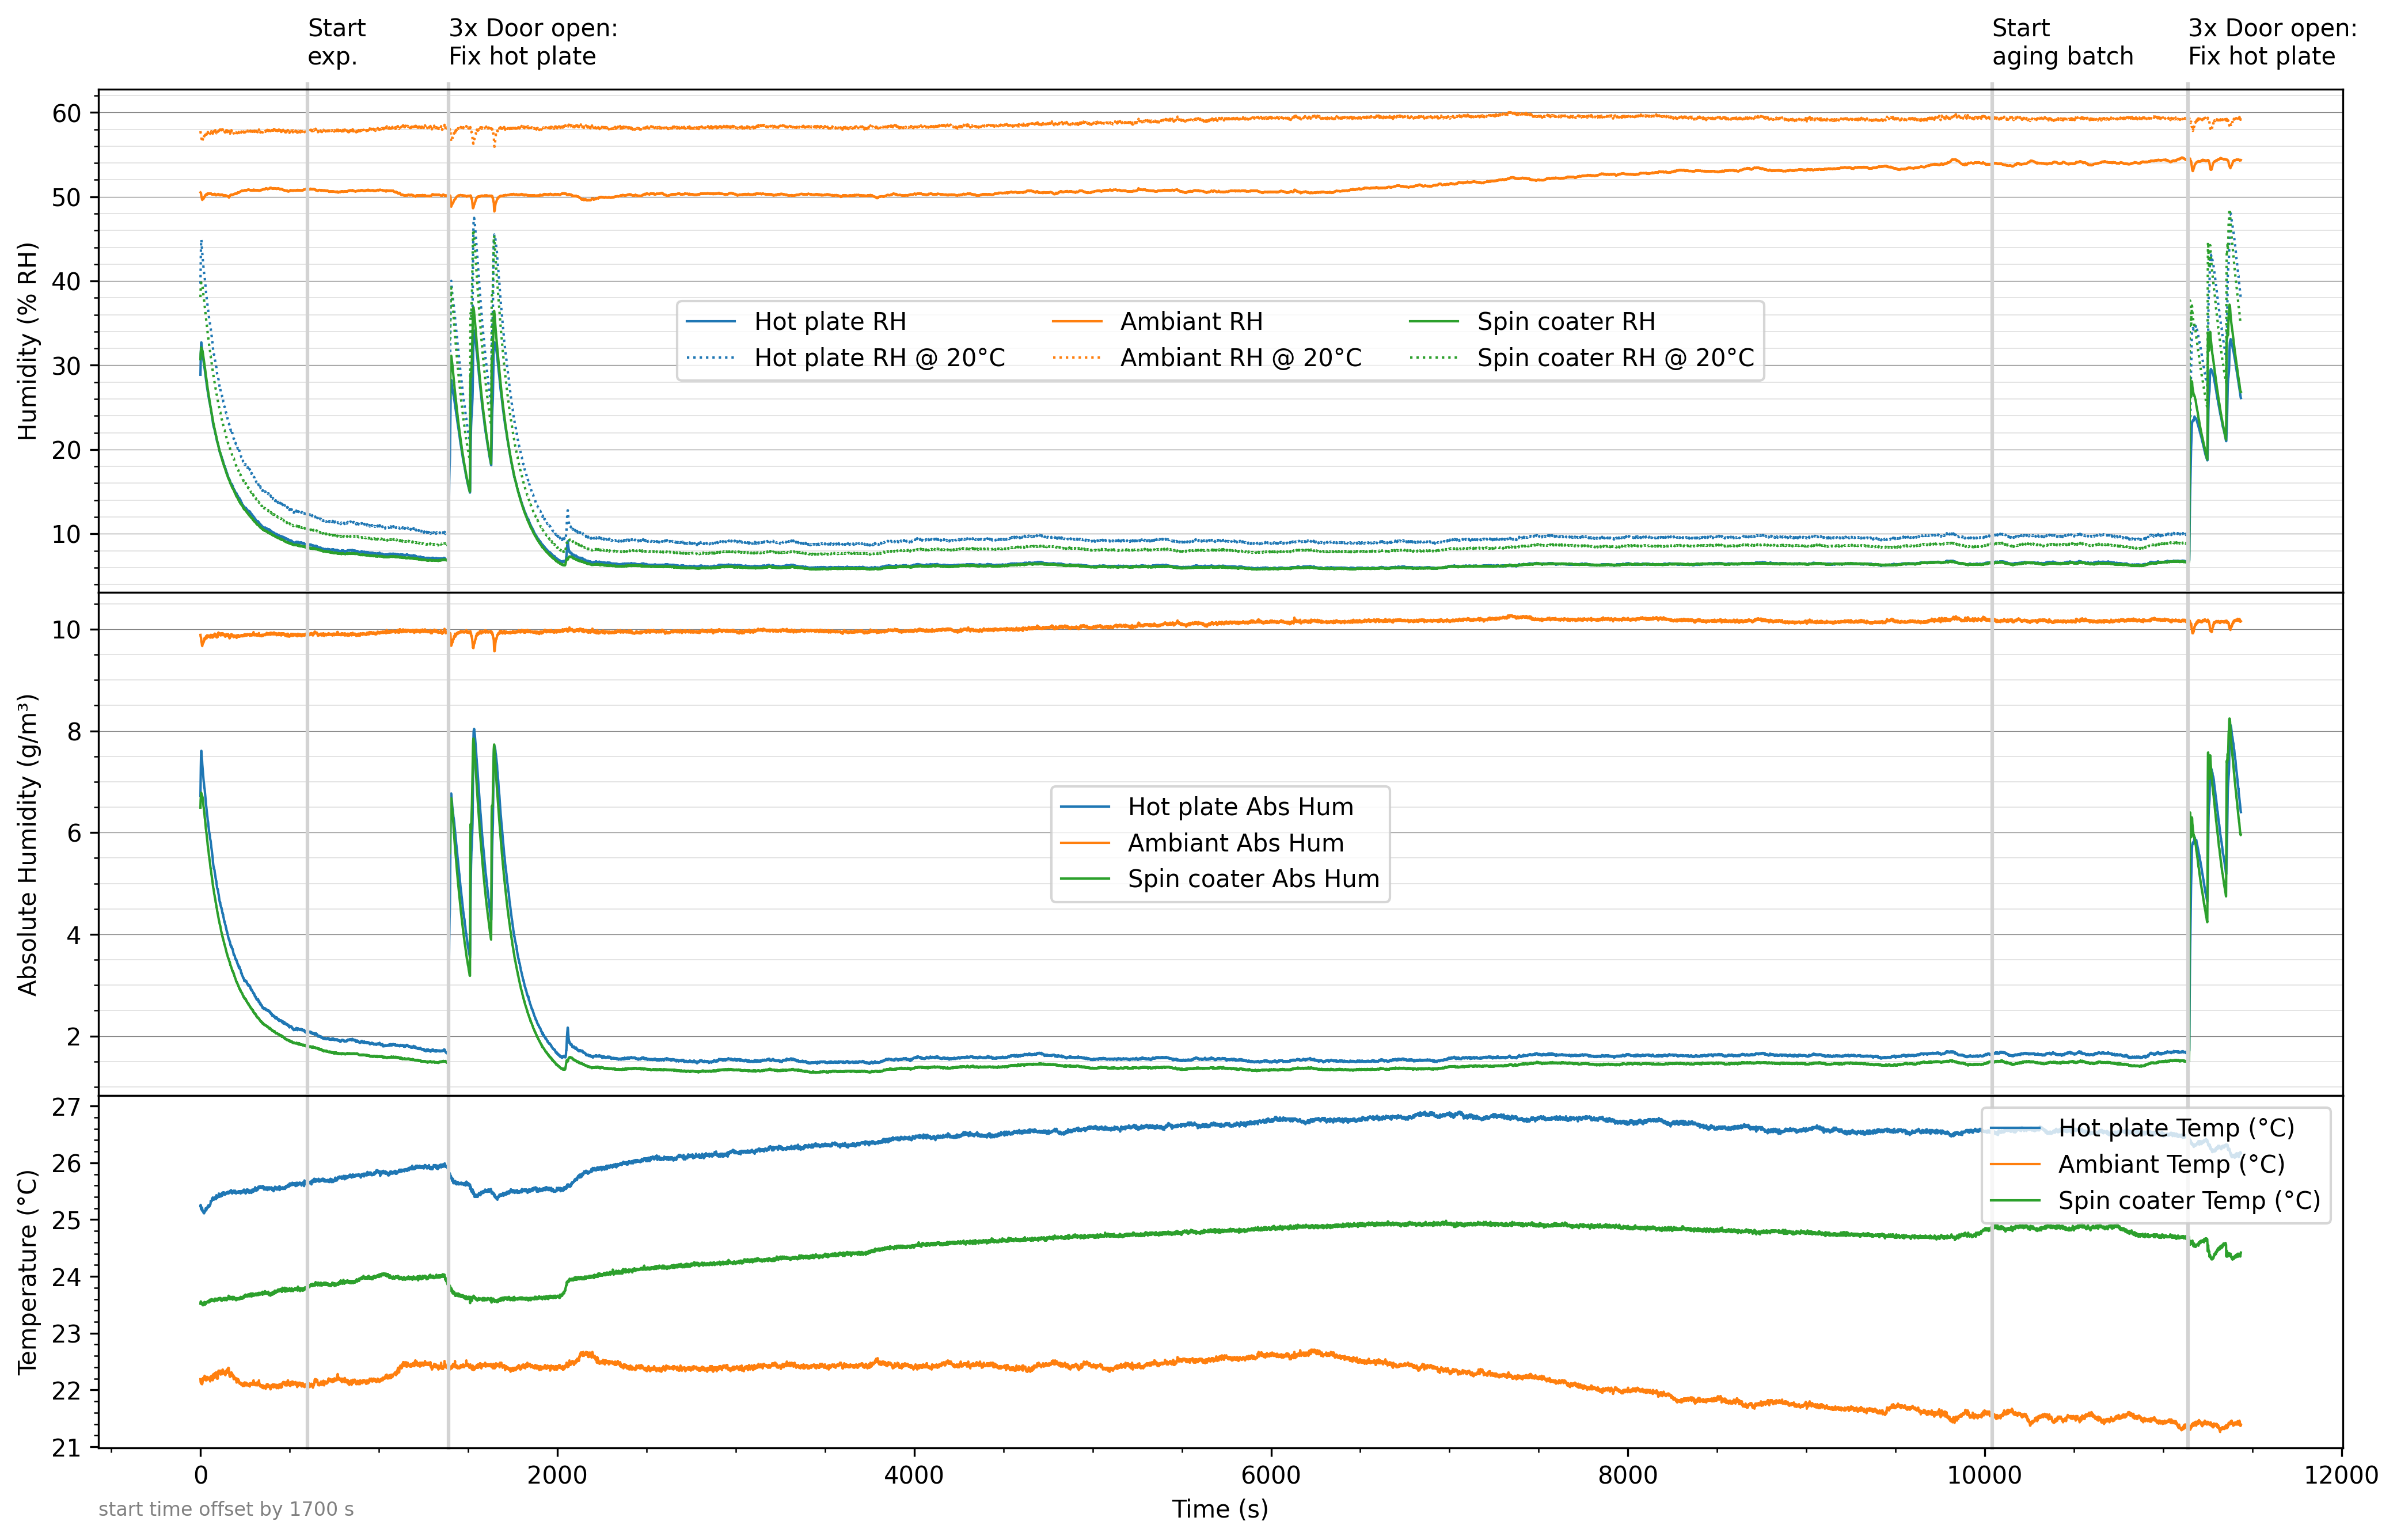 Start
exp.
3x Door open:
Fix hot plate
Start
aging batch
3x Door open:
Fix hot plate
Humidity (% RH)
60
50
40
30
20
10
Hot plate RH
Ambiant RH
Spin coater RH
Hot plate RH @ 20°C
Ambiant RH @ 20°C
Spin coater RH @ 20°C
Absolute Humidity (g/m³)
10
8
6
4
2
Hot plate Abs Hum
Ambiant Abs Hum
Spin coater Abs Hum
Temperature (°C)
27
26
25
24
23
22
21
Hot plate Temp (°C)
Ambiant Temp (°C)
Spin coater Temp (°C)
0
2000
4000
6000
8000
10000
12000
start time offset by 1700 s
Time (s)